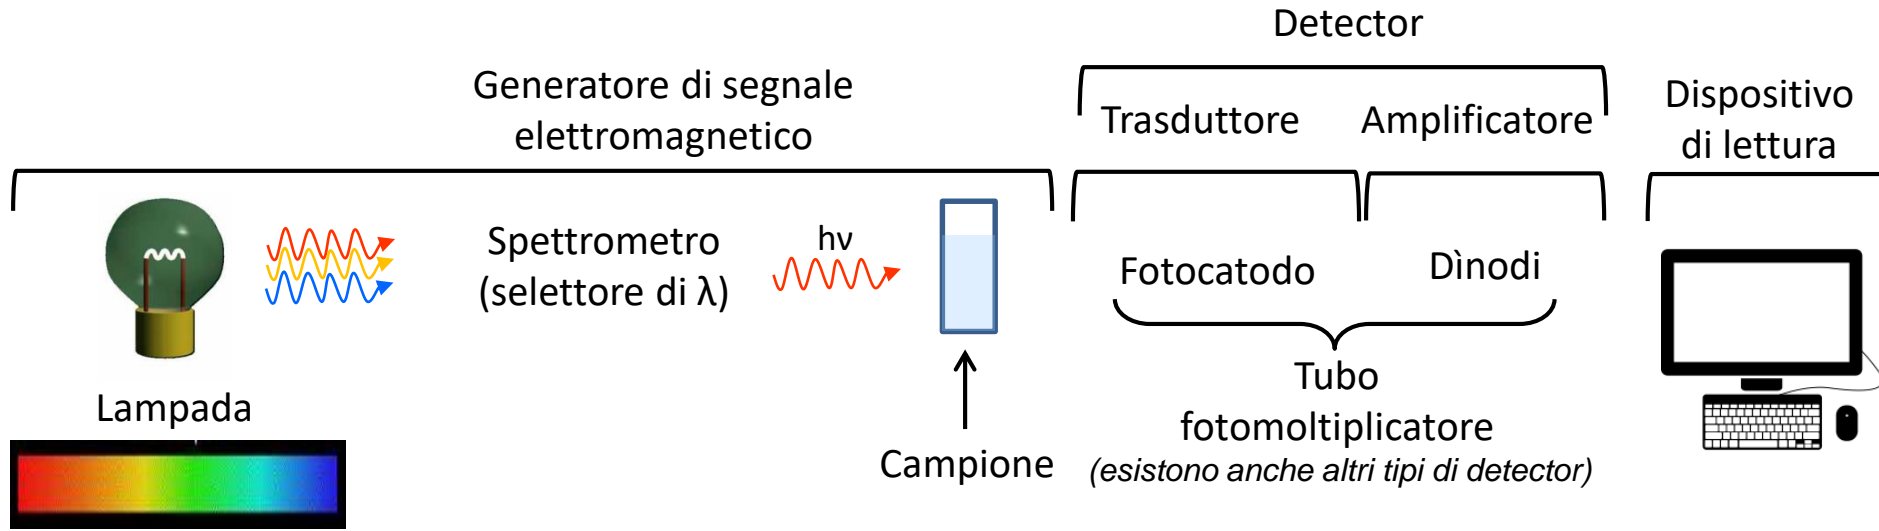 Detector
Generatore di segnale
elettromagnetico
Trasduttore
Amplificatore
Dispositivo
di lettura
Spettrometro
(selettore di λ)
hν
Fotocatodo
Dìnodi
Lampada
Campione
Tubo
fotomoltiplicatore
(esistono anche altri tipi di detector)